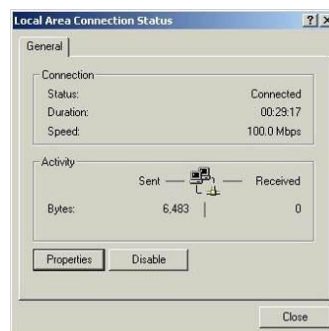 Local Area Connection Status
General
Connection
Status: Connected
Duration: 00:29:17
Speed: 100.0 Mbps
Activity
Sent Received
Bytes: 6,483 0
Properties Disable
Close